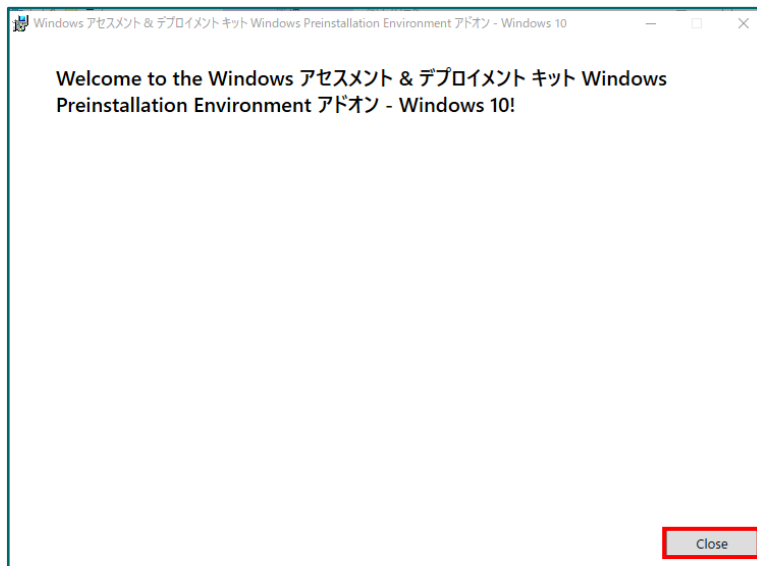 Windows アセスメント & デプロイメント キット Windows Preinstallation Environment アドオン - Windows 10
Welcome to the Windows アセスメント & デプロイメント キット Windows
Preinstallation Environment アドオン - Windows 10!
Close